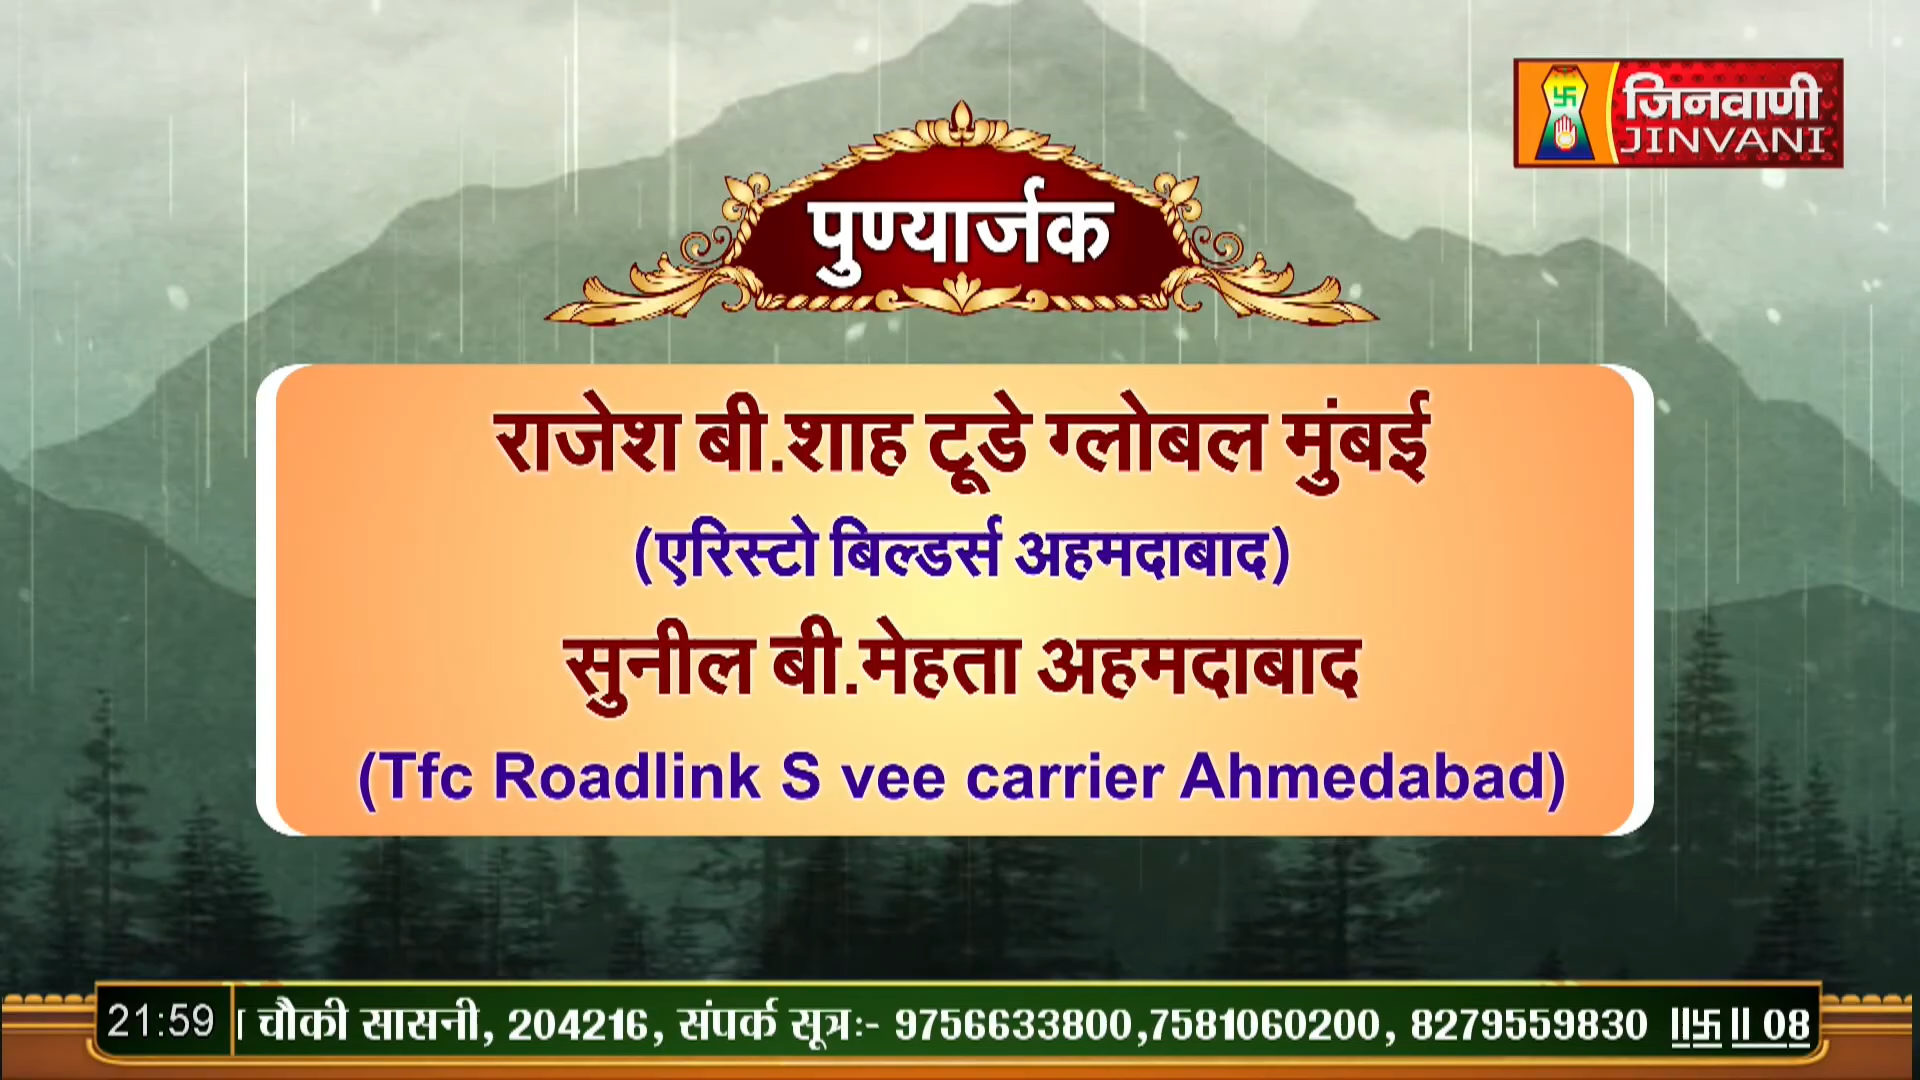 जिनवाणी
JINVANI
पुण्यार्जक
राजेश बी.शाह टूडे ग्लोबल मुंबई
(एरिस्टो बिल्डर्स अहमदाबाद)
सुनील बी.मेहता अहमदाबाद
(Tfc Roadlink S vee carrier Ahmedabad)
21:59 चौकी सासनी, 204216, संपर्क सूत्रः- 9756633800,7581060200, 8279559830 ॥卐॥ 08